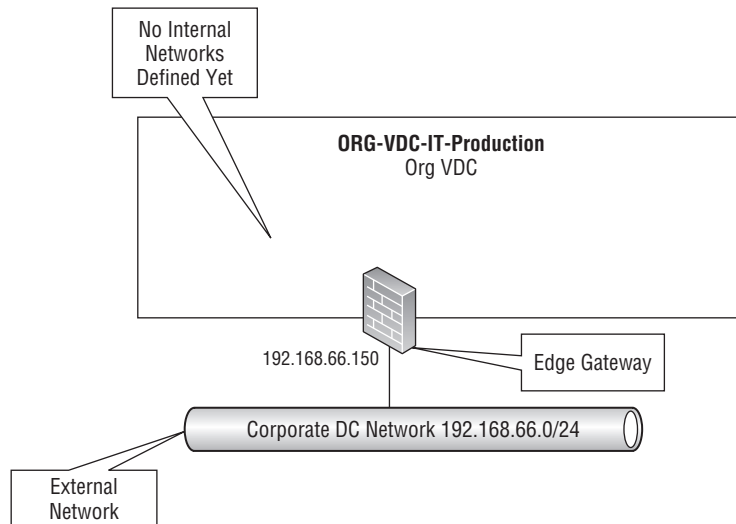 No Internal
Networks
Defined Yet
ORG-VDC-IT-Production
Org VDC
192.168.66.150
Edge Gateway
Corporate DC Network 192.168.66.0/24
External
Network